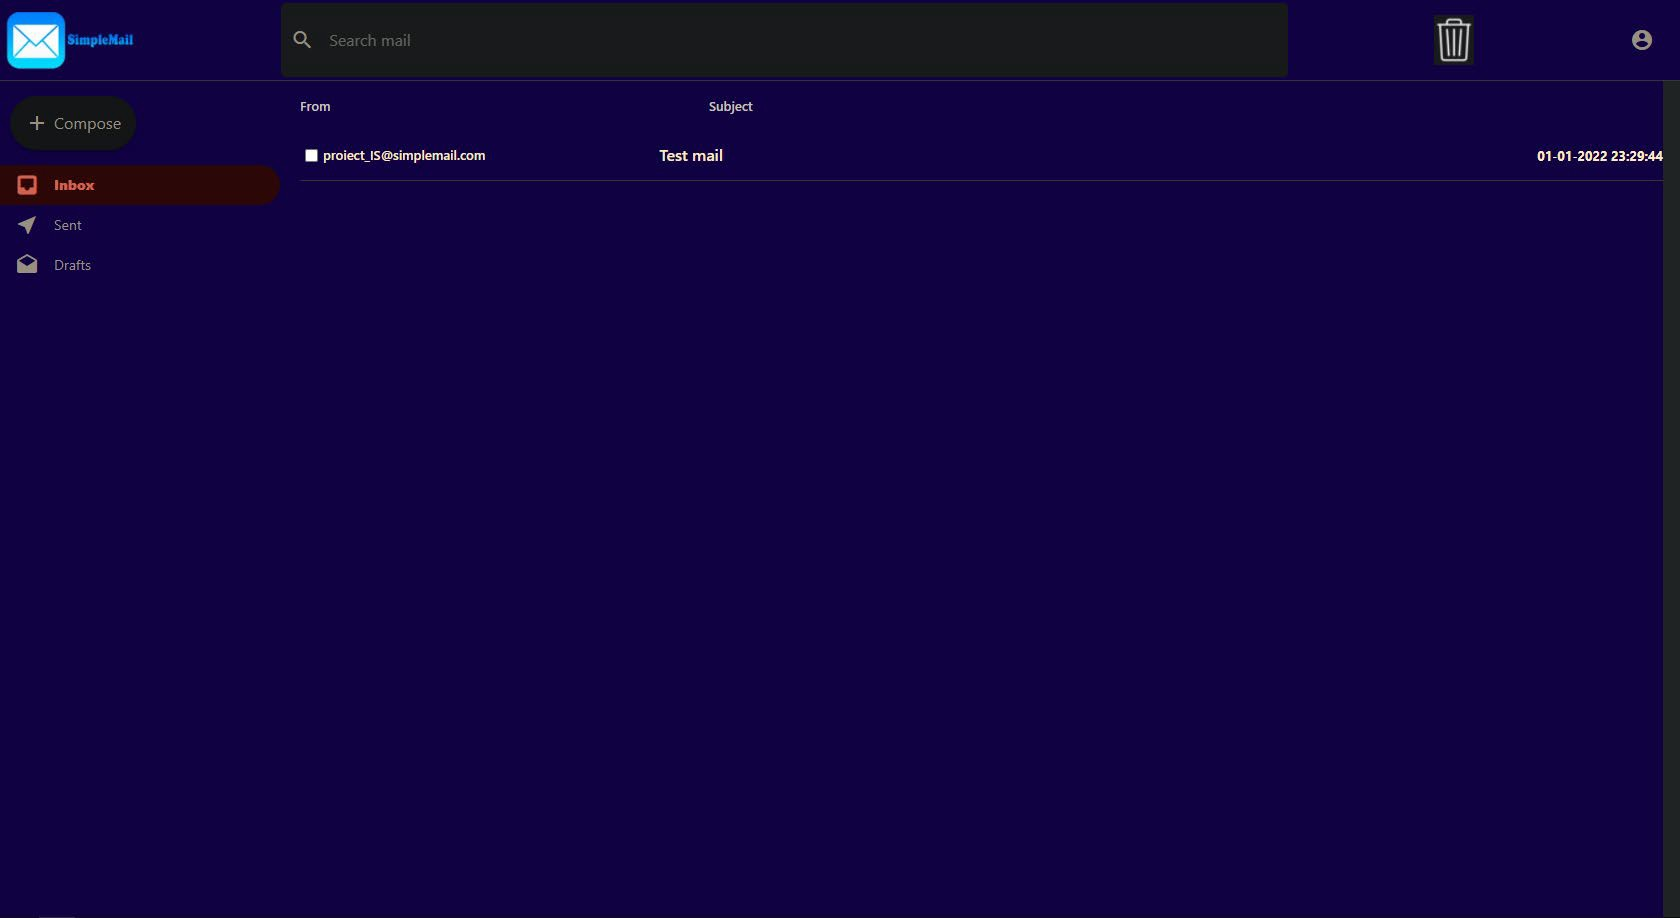 SimpleMail
Search mail
Compose
Inbox
Sent
Drafts
From Subject
proiect_IS@simplemail.com Test mail 01-01-2022 23:29:44